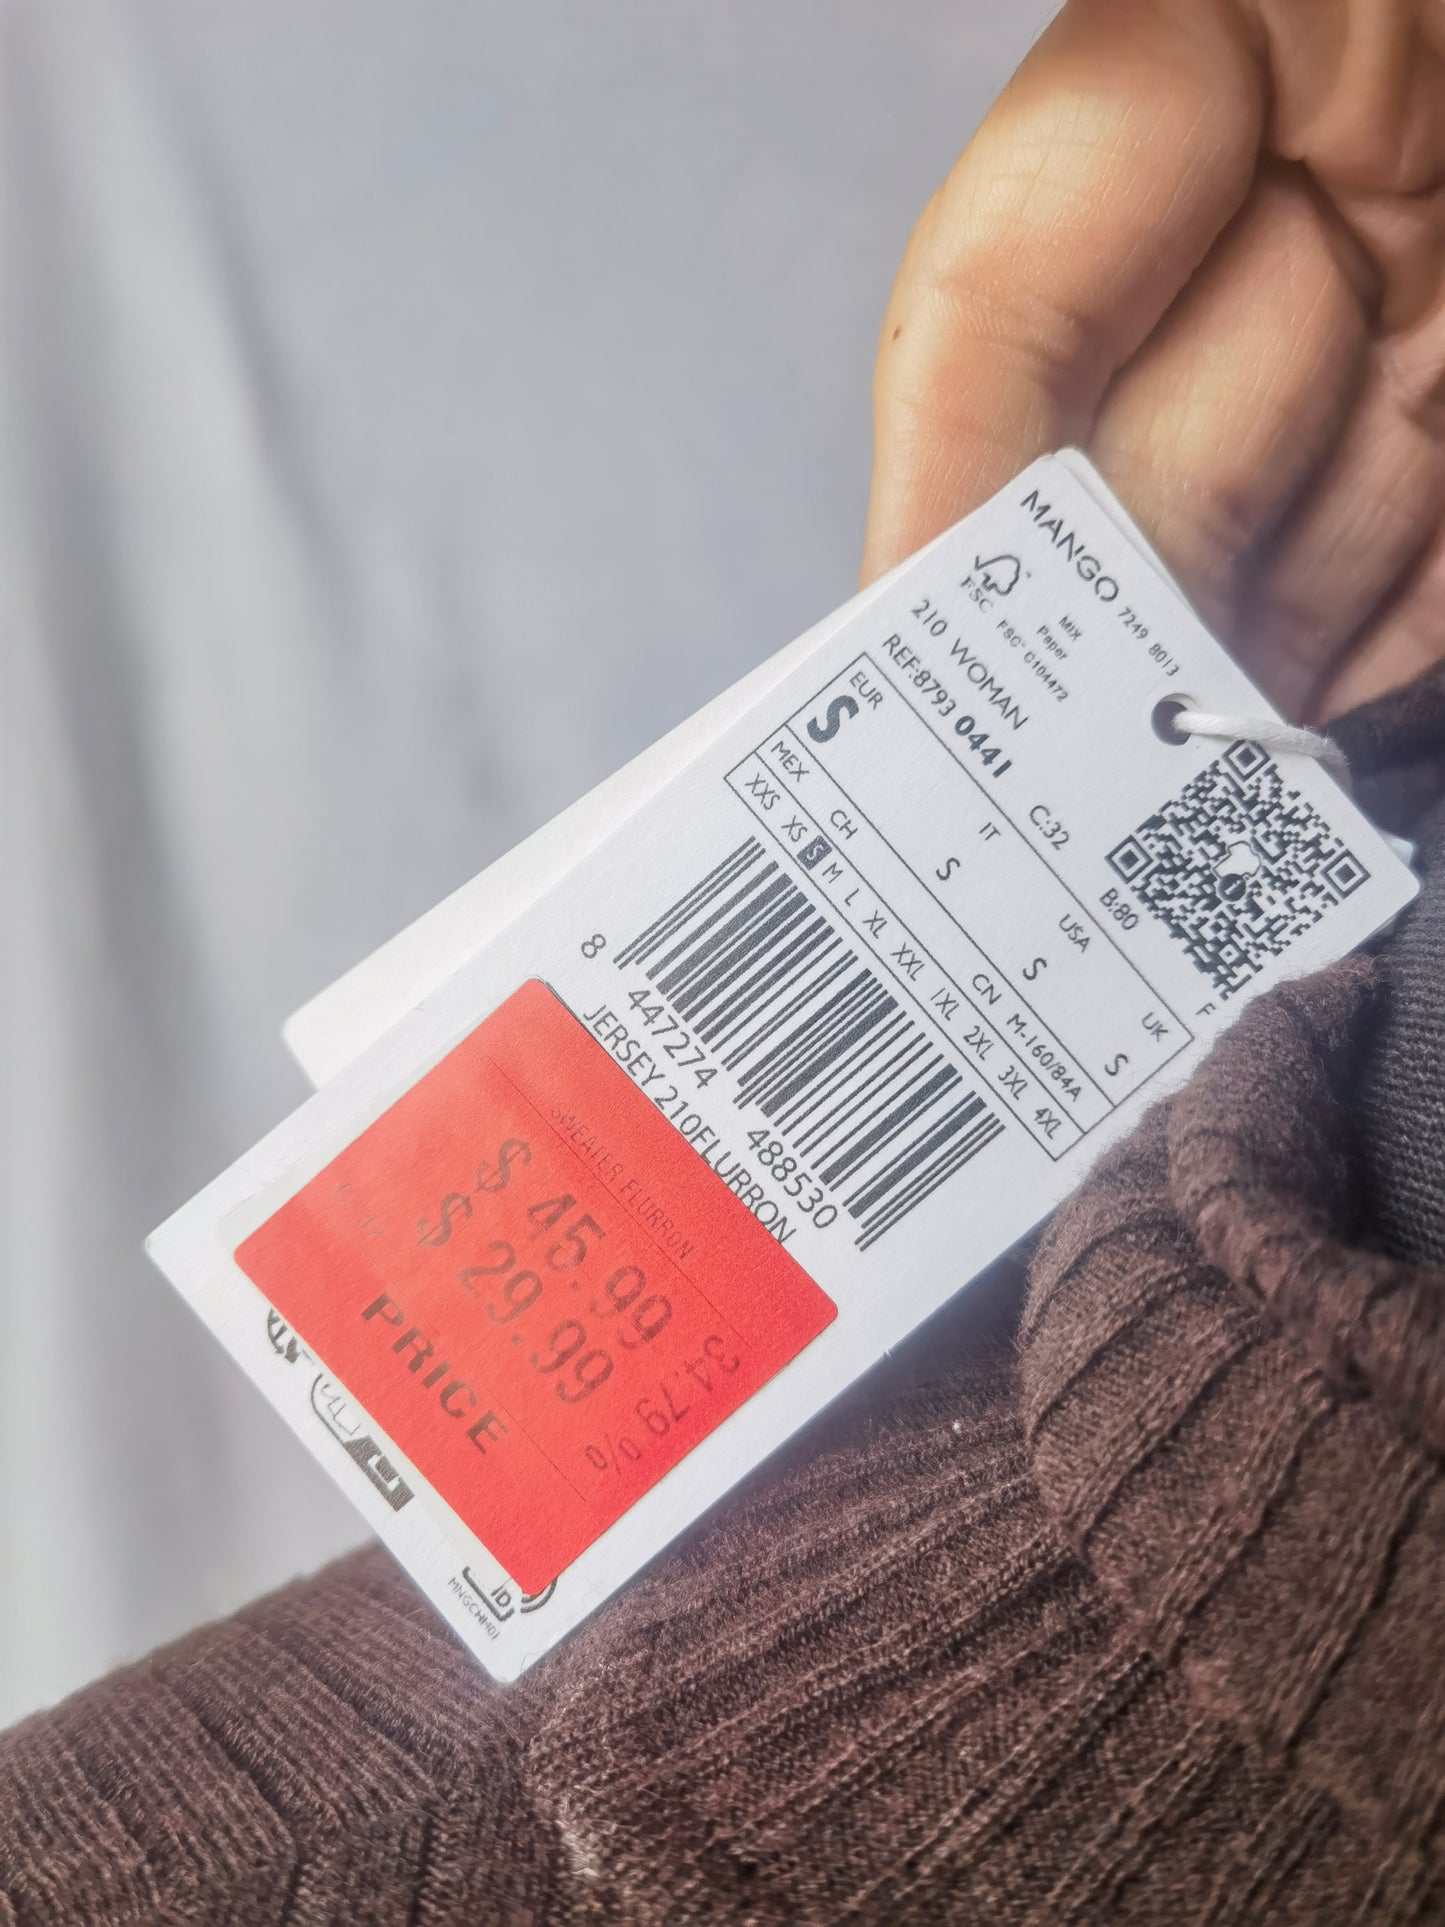 MANGO 7249 8013
FSC
MIX
Paper
FSC® C104472
210 WOMAN
REF:8793 0441 C:32 B:80 F
EUR IT USA UK
S S S S
MEX CH CN M-160/84A
XXS XS S M L XL XXL 1XL 2XL 3XL 4XL
8 447274 488530
JERSEY 210FLURRON
SWEATER FLURRON
$ 45.99
$ 29.99
34.79 %
PRICE
MNGCHM01